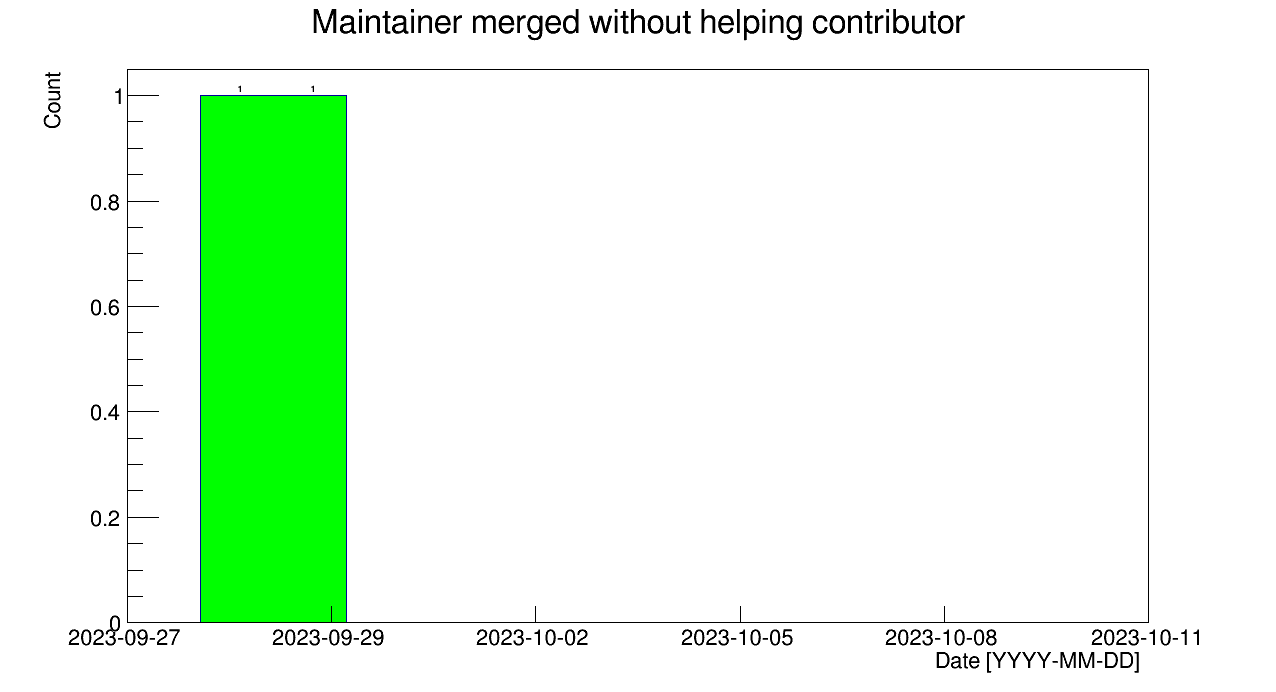 Maintainer merged without helping contributor
Count
1 1
1
0.8
0.6
0.4
0.2
0
2023-09-27 2023-09-29 2023-10-02 2023-10-05 2023-10-08 2023-10-11
Date [YYYY-MM-DD]